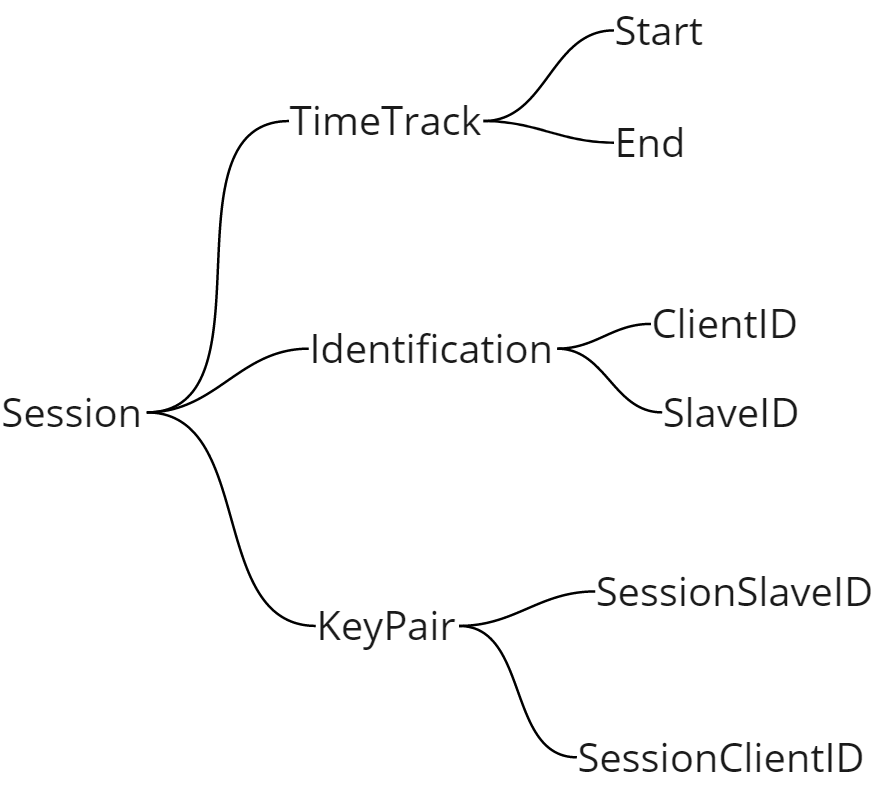 Session
TimeTrack
Start
End
Identification
ClientID
SlaveID
KeyPair
SessionSlaveID
SessionClientID